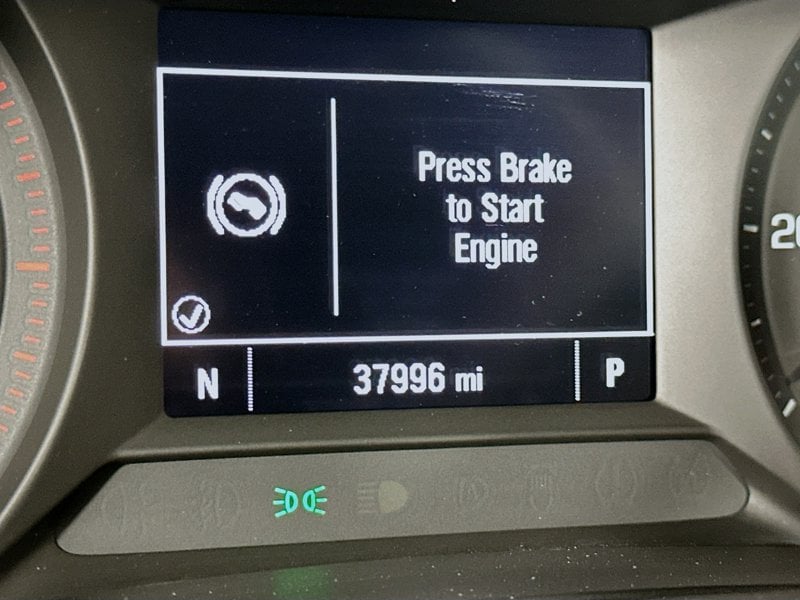 Press Brake
to Start
Engine
N 37996 mi P